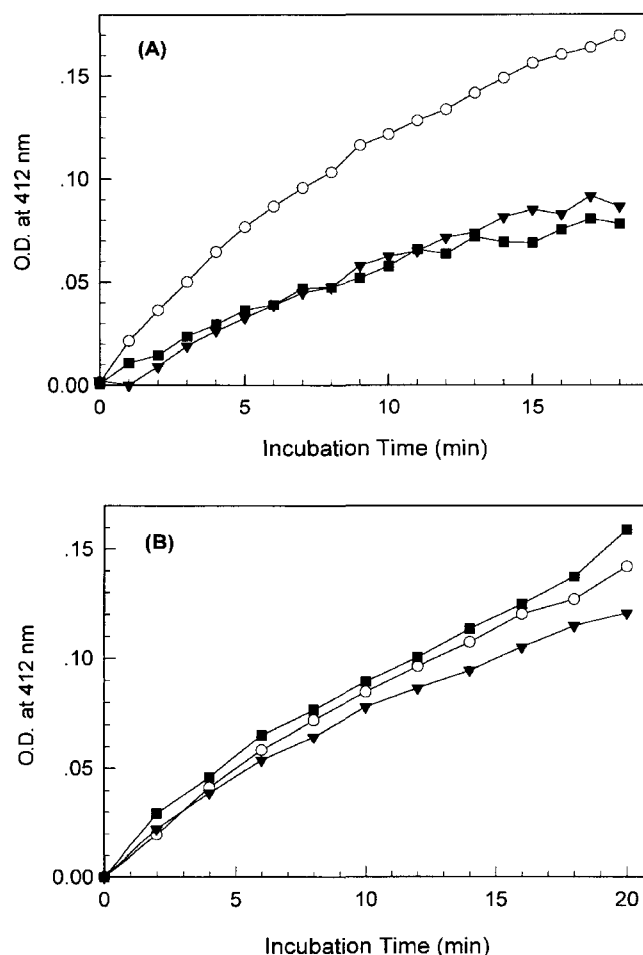 (A)
O.D. at 412 nm
.15
.10
.05
0.00
0 5 10 15
Incubation Time (min)
(B)
O.D. at 412 nm
.15
.10
.05
0.00
0 5 10 15 20
Incubation Time (min)